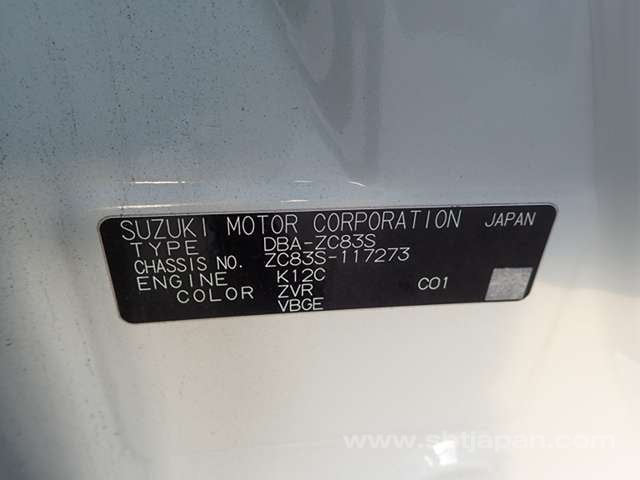 SUZUKI MOTOR CORPORATION JAPAN
TYPE DBA-ZC83S
CHASSIS NO. ZC83S-117273
ENGINE K12C
COLOR ZVR C01
VBGE
www.sbtjapan.com